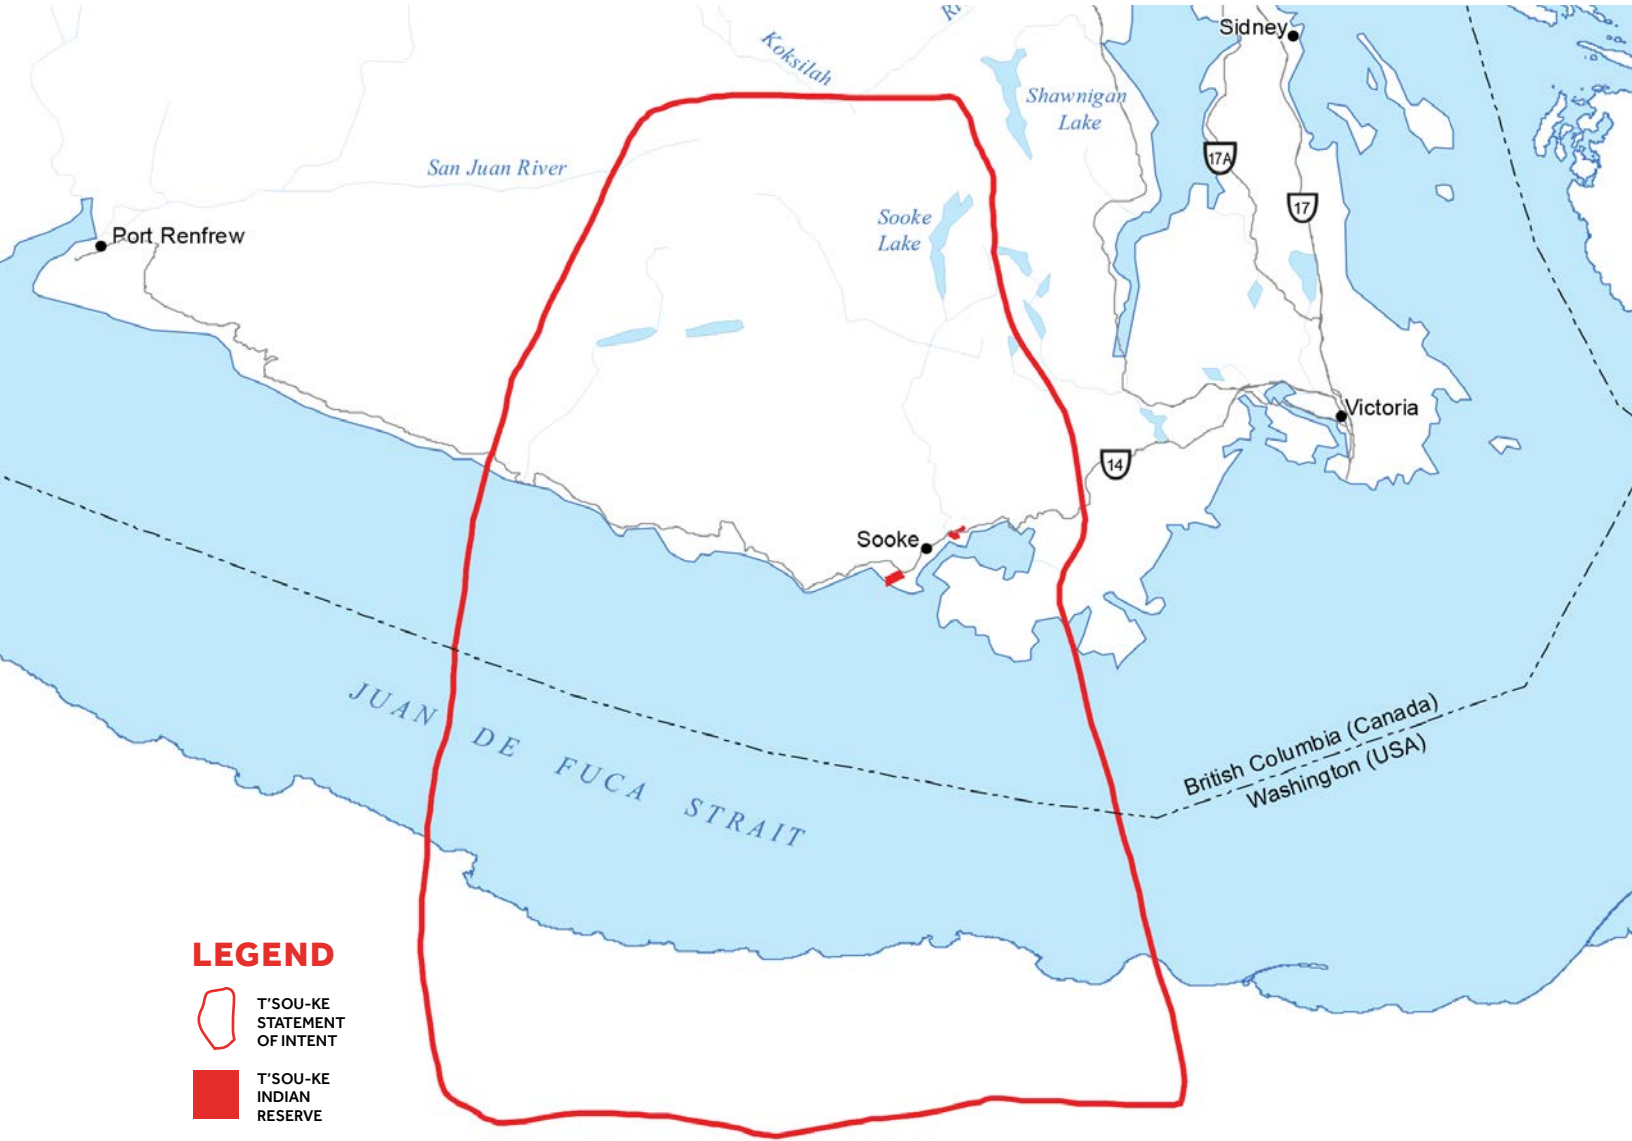 Sidney
Koksilah
Shawnigan
Lake
17A
San Juan River
17
Sooke
Lake
Port Renfrew
Victoria
14
Sooke
JUAN DE FUCA STRAIT
British Columbia (Canada)
Washington (USA)
LEGEND
T'SOU-KE
STATEMENT
OF INTENT
T'SOU-KE
INDIAN
RESERVE